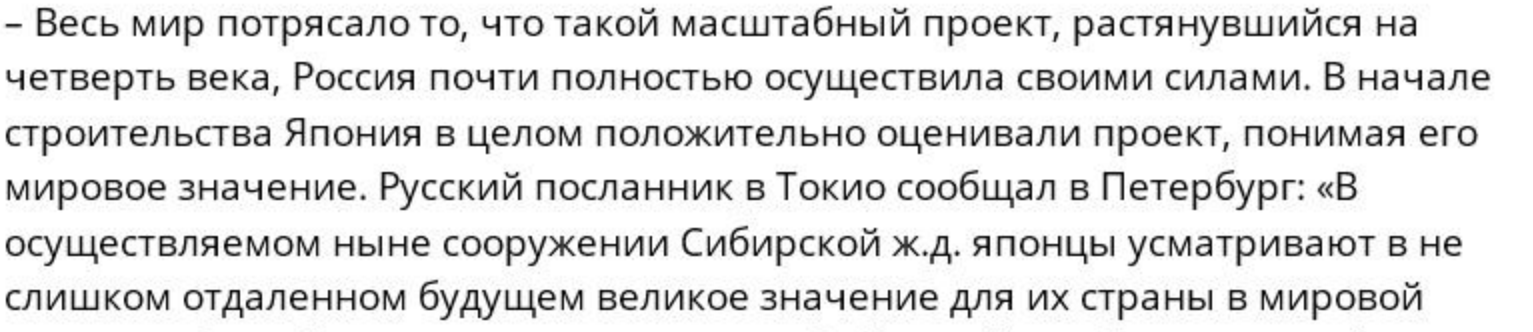 – Весь мир потрясало то, что такой масштабный проект, растянувшийся на
четверть века, Россия почти полностью осуществила своими силами. В начале
строительства Япония в целом положительно оценивали проект, понимая его
мировое значение. Русский посланник в Токио сообщал в Петербург: «В
осуществляемом ныне сооружении Сибирской ж.д. японцы усматривают в не
слишком отдаленном будущем великое значение для их страны в мировой